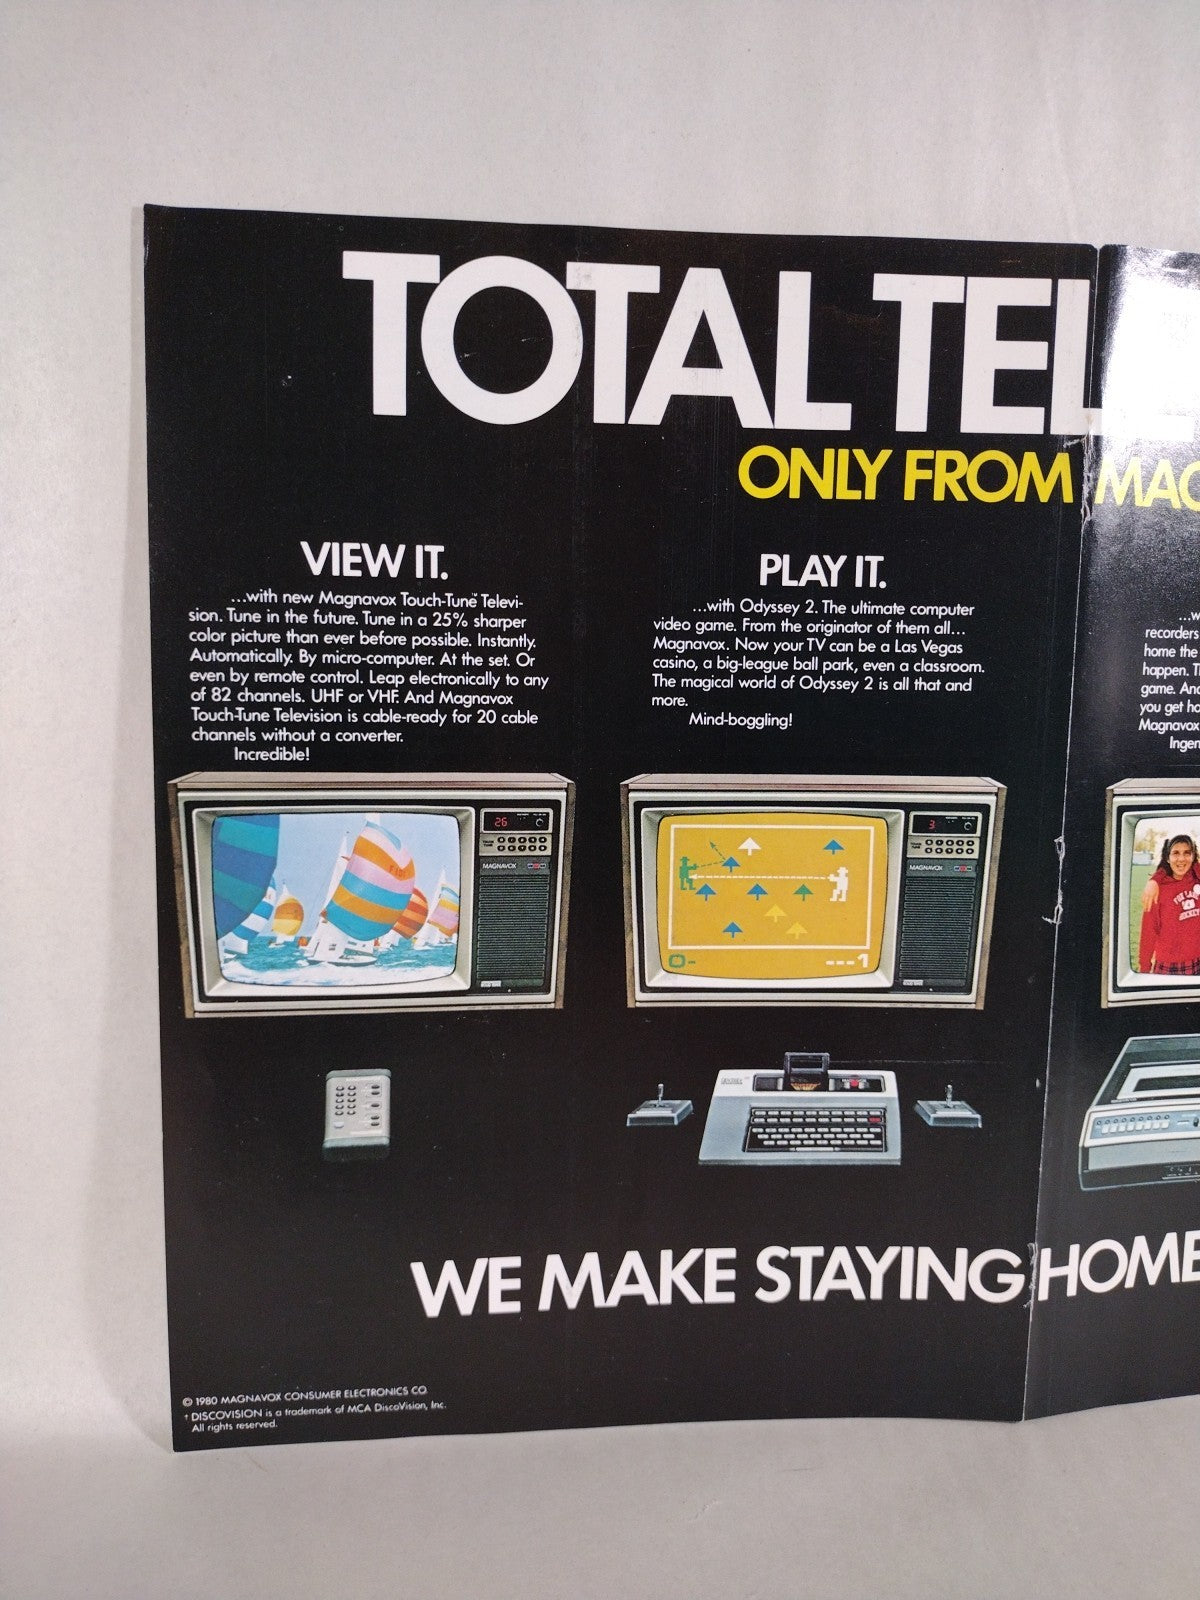 TOTAL TEL
ONLY FROM MAG
VIEW IT.
...with new Magnavox Touch-Tune™ Televi-
sion. Tune in the future. Tune in a 25% sharper
color picture than ever before possible. Instantly.
Automatically. By micro-computer. At the set. Or
even by remote control. Leap electronically to any
of 82 channels. UHF or VHF. And Magnavox
Touch-Tune Television is cable-ready for 20 cable
channels without a converter.
Incredible!
PLAY IT.
...with Odyssey 2. The ultimate computer
video game. From the originator of them all...
Magnavox. Now your TV can be a Las Vegas
casino, a big-league ball park, even a classroom.
The magical world of Odyssey 2 is all that and
more.
Mind-boggling!
...w
recorders
home the
happen. T
game. And
you get ho
Magnavox
Ingen
26
MAGNAVOX
3
MAGNAVOX
0-
---1
WE MAKE STAYING HOME
© 1980 MAGNAVOX CONSUMER ELECTRONICS CO.
† DISCOVISION is a trademark of MCA DiscoVision, Inc.
All rights reserved.